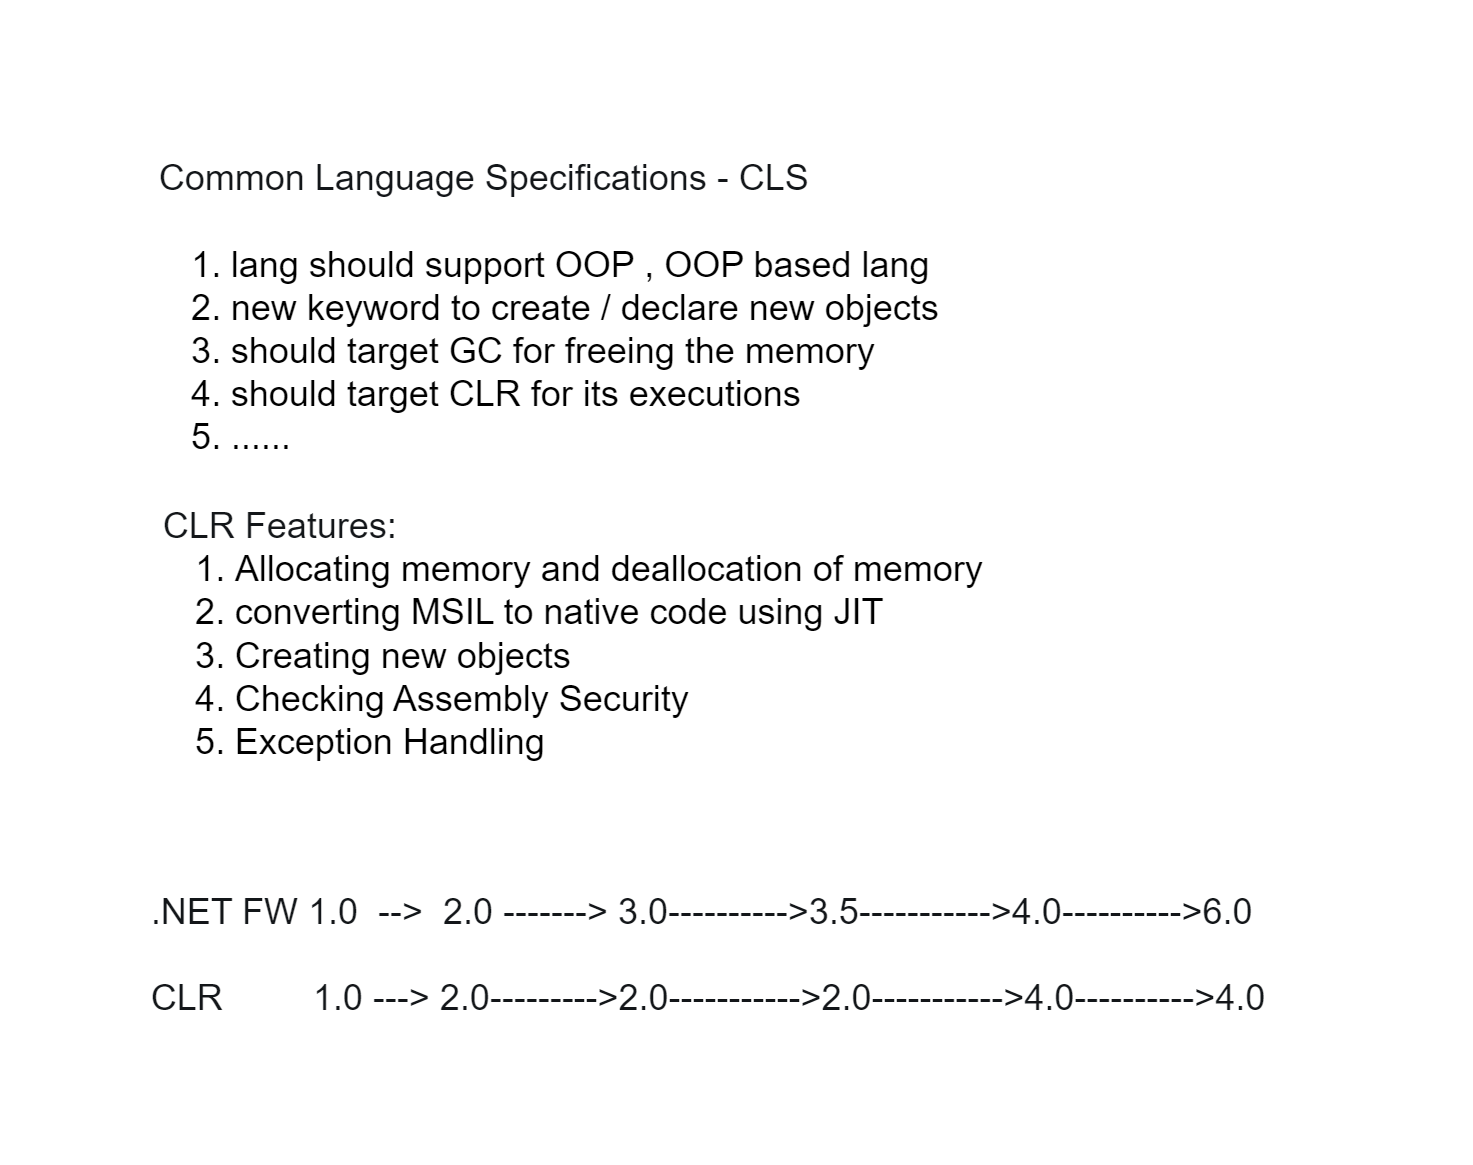 Common Language Specifications - CLS
1. lang should support OOP , OOP based lang
2. new keyword to create / declare new objects
3. should target GC for freeing the memory
4. should target CLR for its executions
5. ......
CLR Features:
1. Allocating memory and deallocation of memory
2. converting MSIL to native code using JIT
3. Creating new objects
4. Checking Assembly Security
5. Exception Handling
.NET FW 1.0  -->  2.0 -------> 3.0---------->3.5----------->4.0---------->6.0
CLR 1.0 ---> 2.0--------->2.0----------->2.0----------->4.0---------->4.0